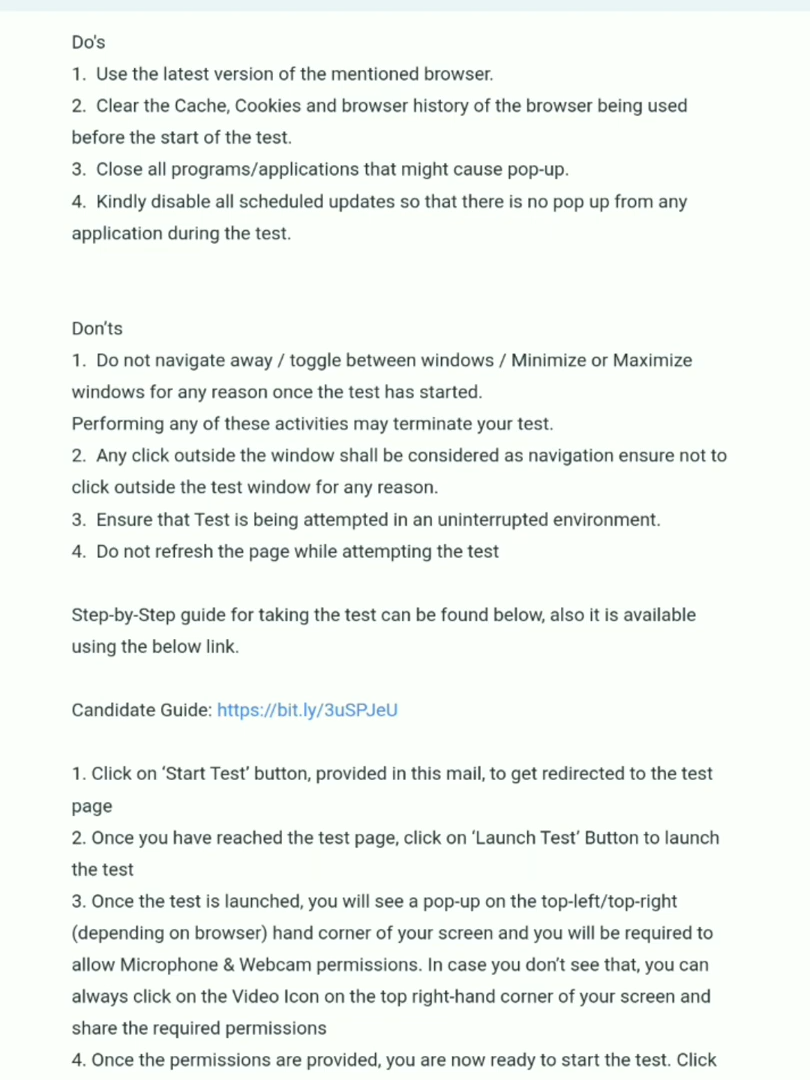 Do's
1. Use the latest version of the mentioned browser.
2. Clear the Cache, Cookies and browser history of the browser being used
before the start of the test.
3. Close all programs/applications that might cause pop-up.
4. Kindly disable all scheduled updates so that there is no pop up from any
application during the test.
Don'ts
1. Do not navigate away / toggle between windows / Minimize or Maximize
windows for any reason once the test has started.
Performing any of these activities may terminate your test.
2. Any click outside the window shall be considered as navigation ensure not to
click outside the test window for any reason.
3. Ensure that Test is being attempted in an uninterrupted environment.
4. Do not refresh the page while attempting the test
Step-by-Step guide for taking the test can be found below, also it is available
using the below link.
Candidate Guide: https://bit.ly/3uSPJeU
1. Click on ‘Start Test’ button, provided in this mail, to get redirected to the test
page
2. Once you have reached the test page, click on ‘Launch Test’ Button to launch
the test
3. Once the test is launched, you will see a pop-up on the top-left/top-right
(depending on browser) hand corner of your screen and you will be required to
allow Microphone & Webcam permissions. In case you don’t see that, you can
always click on the Video Icon on the top right-hand corner of your screen and
share the required permissions
4. Once the permissions are provided, you are now ready to start the test. Click